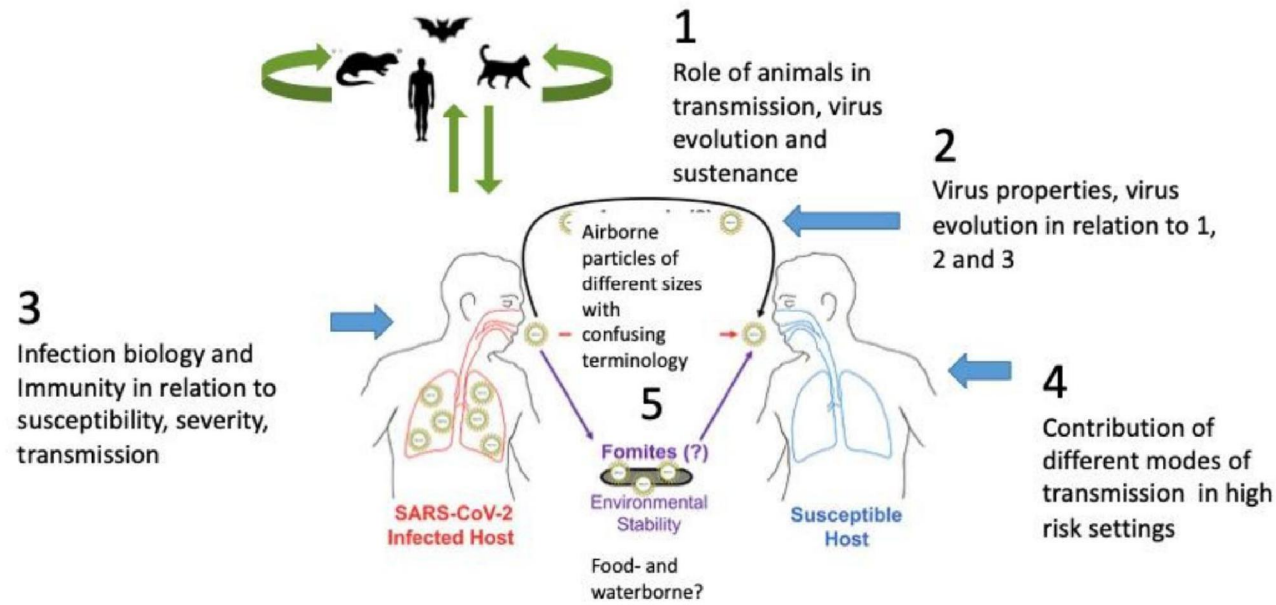 1
Role of animals in
transmission, virus
evolution and
sustenance
2
Virus properties, virus
evolution in relation to 1,
2 and 3
Airborne
particles of
different sizes
with
confusing
terminology
3
Infection biology and
Immunity in relation to
susceptibility, severity,
transmission
4
Contribution of
different modes of
transmission in high
risk settings
5
Fomites (?)
Environmental
Stability
SARS-CoV-2
Infected Host
Susceptible
Host
Food- and
waterborne?